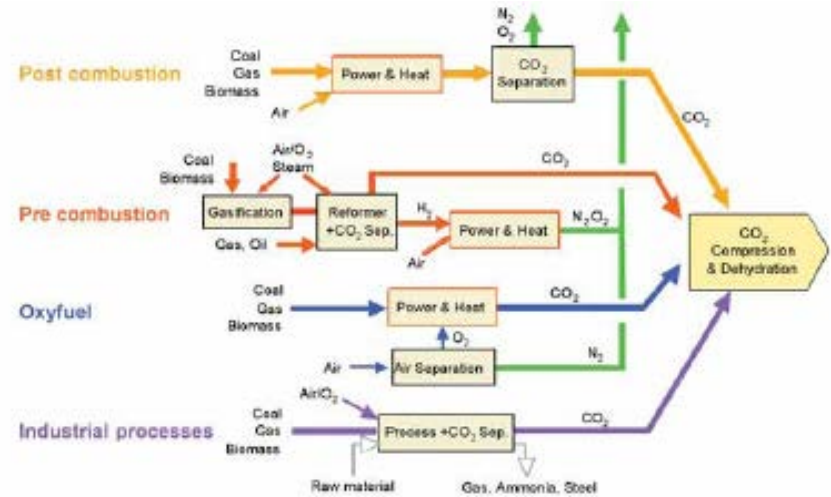 N₂
O₂
Post combustion
Coal
Gas
Biomass
Air
Power & Heat
CO₂
Separation
CO₂
Pre combustion
Coal
Biomass
Air/O₂
Steam
Gasification
Gas, Oil
Reformer
+CO₂ Sep.
CO₂
H₂
Air
Power & Heat
N₂O₂
CO₂
Compression
& Dehydration
Oxyfuel
Coal
Gas
Biomass
Power & Heat
CO₂
O₂
Air
Air Separation
N₂
Industrial processes
Coal
Gas
Biomass
Air/O₂
Process +CO₂ Sep.
CO₂
Raw material
Gas, Ammonia, Steel